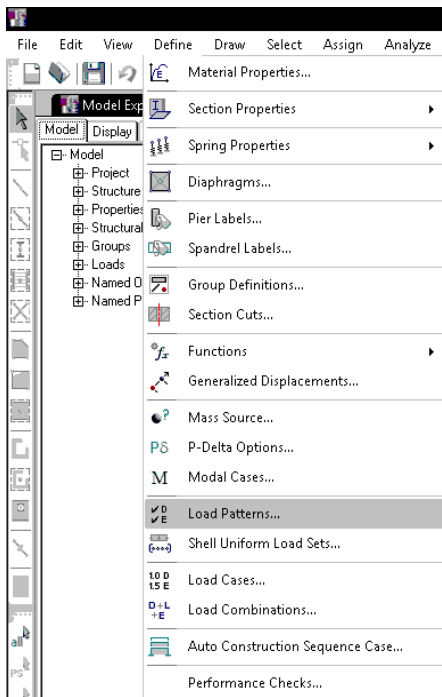 File Edit View Define Draw Select Assign Analyze
Model Exp
Model Display
Model
Project
Structure
Properties
Structural
Groups
Loads
Named O
Named P
Material Properties...
Section Properties
Spring Properties
Diaphragms...
Pier Labels...
Spandrel Labels...
Group Definitions...
Section Cuts...
Functions
Generalized Displacements...
Mass Source...
Pδ P-Delta Options...
M Modal Cases...
D E Load Patterns...
Shell Uniform Load Sets...
1.0 D 1.5 E Load Cases...
D+L +E Load Combinations...
Auto Construction Sequence Case...
Performance Checks...
all
PS